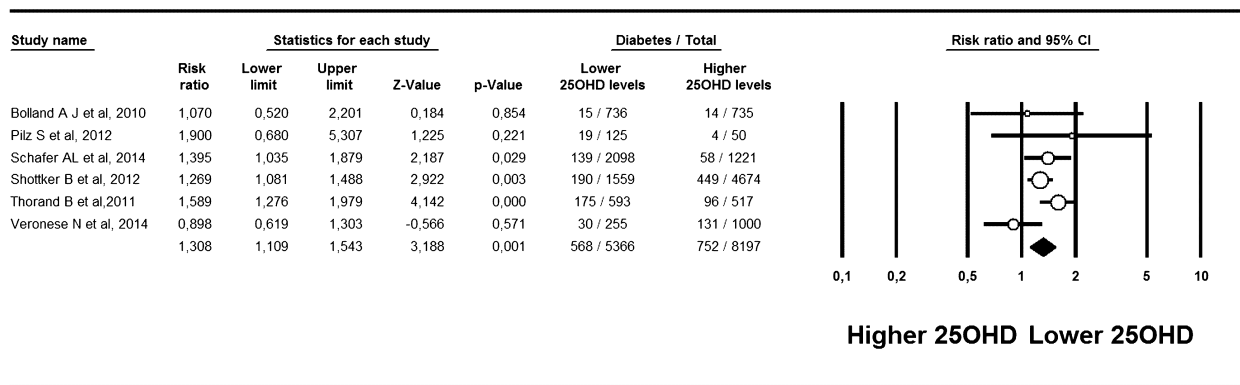 Study name Statistics for each study Diabetes / Total Risk ratio and 95% CI
Risk Lower Upper Lower Higher
ratio limit limit Z-Value p-Value 25OHD levels 25OHD levels
Bolland A J et al, 2010 1,070 0,520 2,201 0,184 0,854 15 / 736 14 / 735
Pilz S et al, 2012 1,900 0,680 5,307 1,225 0,221 19 / 125 4 / 50
Schafer AL et al, 2014 1,395 1,035 1,879 2,187 0,029 139 / 2098 58 / 1221
Shottker B et al, 2012 1,269 1,081 1,488 2,922 0,003 190 / 1559 449 / 4674
Thorand B et al,2011 1,589 1,276 1,979 4,142 0,000 175 / 593 96 / 517
Veronese N et al, 2014 0,898 0,619 1,303 -0,566 0,571 30 / 255 131 / 1000
1,308 1,109 1,543 3,188 0,001 568 / 5366 752 / 8197
0,1 0,2 0,5 1 2 5 10
Higher 25OHD Lower 25OHD